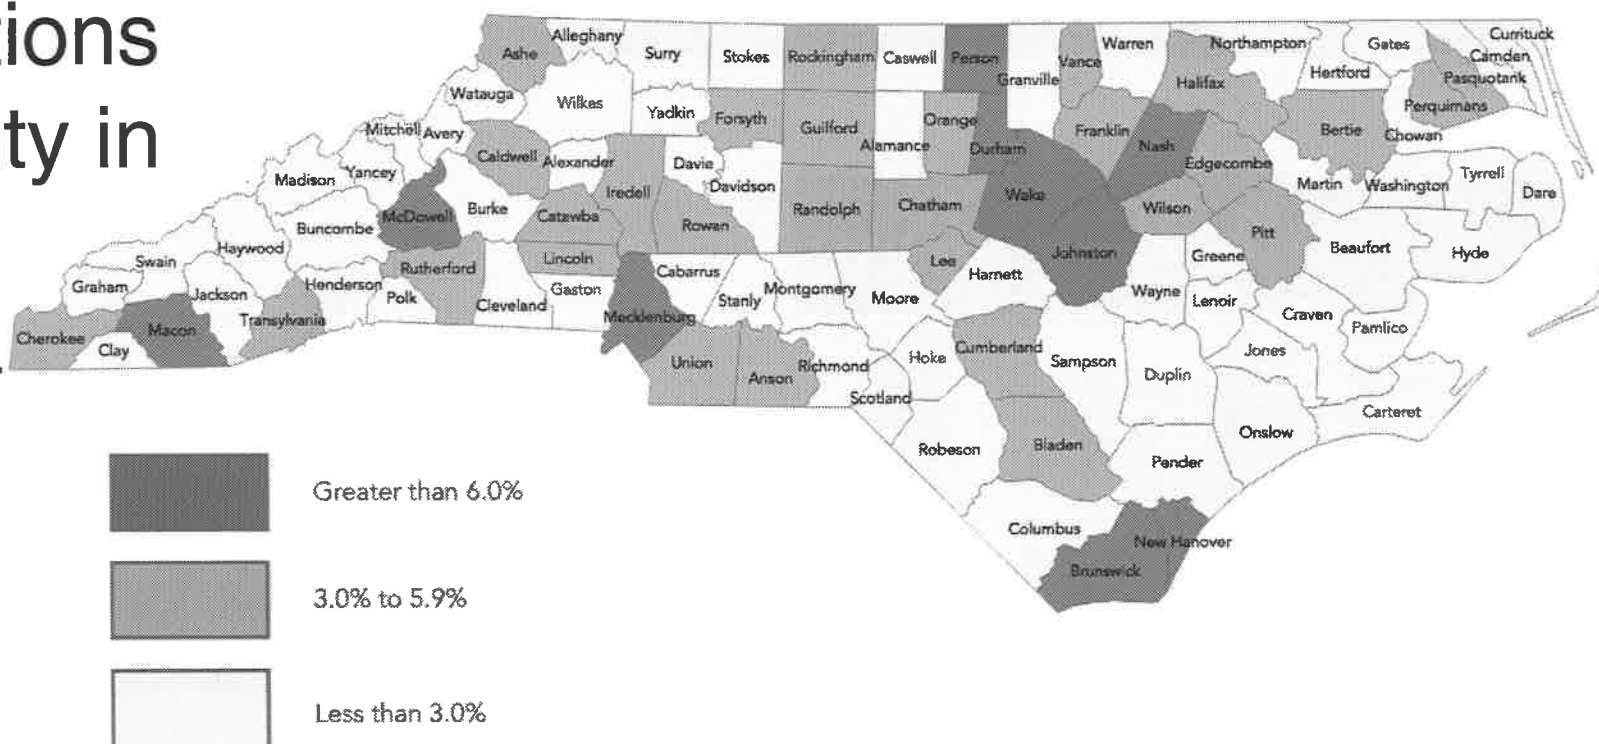 ions
ty in
Ashe
Alleghany
Surry
Stokes
Rockingham
Caswell
Person
Granville
Vance
Warren
Northampton
Gates
Currituck
Camden
Pasquotank
Hertford
Halifax
Perquimans
Watauga
Wilkes
Yadkin
Forsyth
Guilford
Alamance
Orange
Durham
Franklin
Nash
Edgecombe
Bertie
Chowan
Mitchell
Avery
Caldwell
Alexander
Davie
Davidson
Iredell
Madison
Yancey
McDowell
Burke
Catawba
Rowan
Randolph
Chatham
Wake
Wilson
Martin
Washington
Tyrrell
Dare
Buncombe
Haywood
Swain
Graham
Jackson
Henderson
Rutherford
Polk
Lincoln
Gaston
Cleveland
Cabarrus
Stanly
Montgomery
Moore
Lee
Harnett
Johnston
Greene
Pitt
Beaufort
Hyde
Wayne
Lenoir
Craven
Pamlico
Cherokee
Clay
Macon
Transylvania
Mecklenburg
Union
Anson
Richmond
Scotland
Hoke
Cumberland
Sampson
Duplin
Jones
Carteret
Onslow
Robeson
Bladen
Pender
Columbus
New Hanover
Brunswick
Greater than 6.0%
3.0% to 5.9%
Less than 3.0%